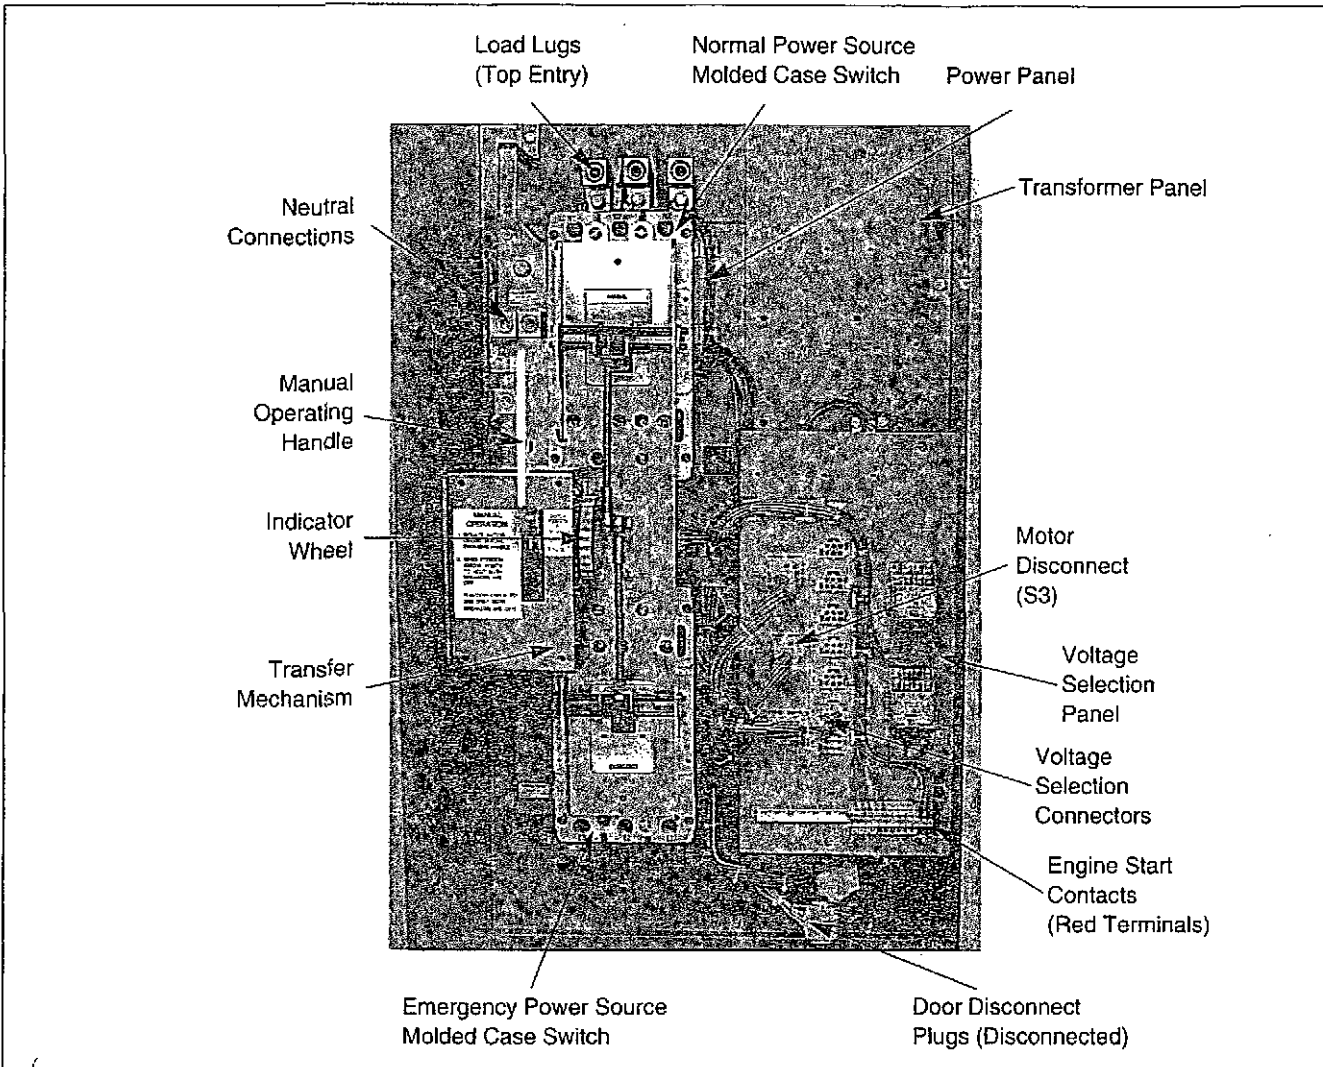 Load Lugs
(Top Entry)
Normal Power Source
Molded Case Switch
Power Panel
Transformer Panel
Neutral
Connections
Manual
Operating
Handle
MANUAL
OPERATION
Indicator
Wheel
Motor
Disconnect
(S3)
Transfer
Mechanism
Voltage
Selection
Panel
Voltage
Selection
Connectors
Engine Start
Contacts
(Red Terminals)
Emergency Power Source
Molded Case Switch
Door Disconnect
Plugs (Disconnected)